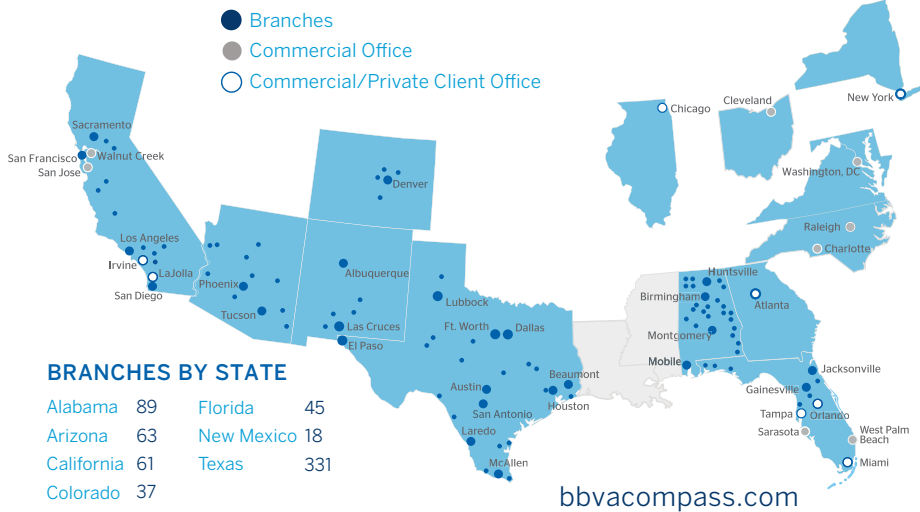 Branches
Commercial Office
Commercial/Private Client Office
Sacramento
San Francisco
Walnut Creek
San Jose
Los Angeles
Irvine
LaJolla
San Diego
Denver
Phoenix
Tucson
Albuquerque
Las Cruces
El Paso
Lubbock
Ft. Worth
Dallas
Austin
San Antonio
Beaumont
Houston
Laredo
McAllen
Chicago
Cleveland
New York
Washington, DC
Raleigh
Charlotte
Huntsville
Birmingham
Montgomery
Mobile
Atlanta
Jacksonville
Gainesville
Tampa
Orlando
Sarasota
West Palm
Beach
Miami
BRANCHES BY STATE
Alabama 89 Florida 45
Arizona 63 New Mexico 18
California 61 Texas 331
Colorado 37
bbvacompass.com